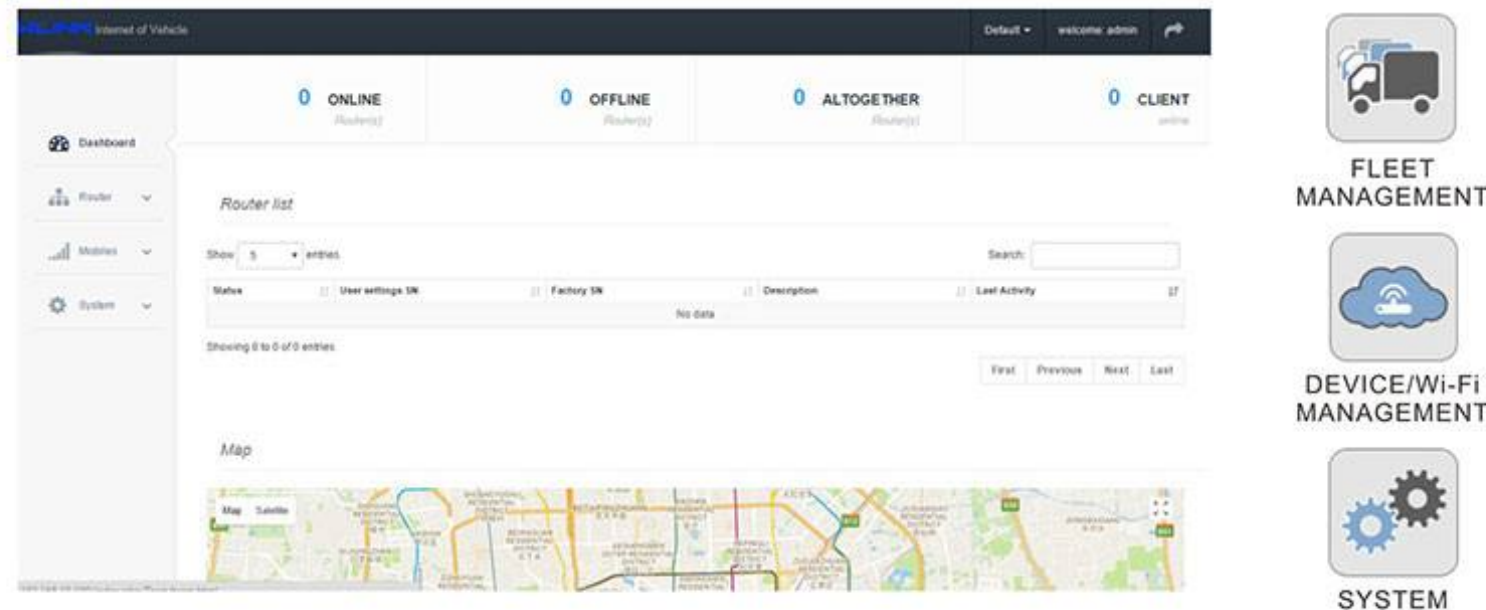 Internet of Vehicle
Default
welcome: admin
0 ONLINE
Router(s)
0 OFFLINE
Router(s)
0 ALTOGETHER
Router(s)
0 CLIENT
online
Dashboard
Router
Mobiles
System
Router list
Show 5 entries
Search:
Status User settings SN Factory SN Description Last Activity
No data
Showing 0 to 0 of 0 entries
First Previous Next Last
Map
Map Satellite
FLEET
MANAGEMENT
DEVICE/Wi-Fi
MANAGEMENT
SYSTEM